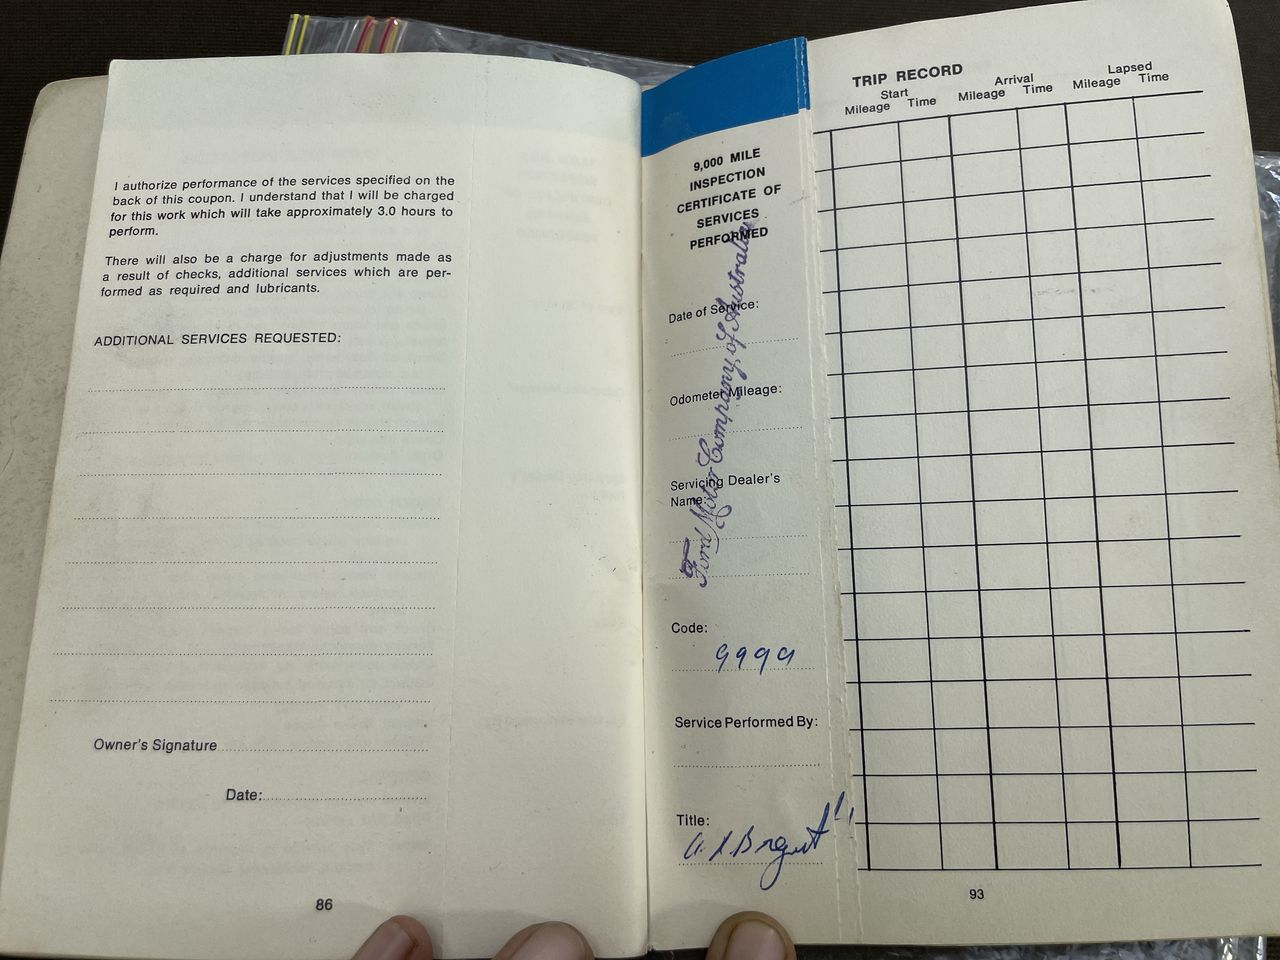 I authorize performance of the services specified on the
back of this coupon. I understand that I will be charged
for this work which will take approximately 3.0 hours to
perform.
There will also be a charge for adjustments made as
a result of checks, additional services which are per-
formed as required and lubricants.
ADDITIONAL SERVICES REQUESTED:
Owner's Signature
Date:
86
9,000 MILE
INSPECTION
CERTIFICATE OF
SERVICES
PERFORMED
Ford Motor Company of Australia
Date of Service:
Odometer Mileage:
Servicing Dealer's
Name:
Code:
9999
Service Performed By:
Title:
TRIP RECORD
Start Arrival Lapsed
Mileage Time Mileage Time Mileage Time
93